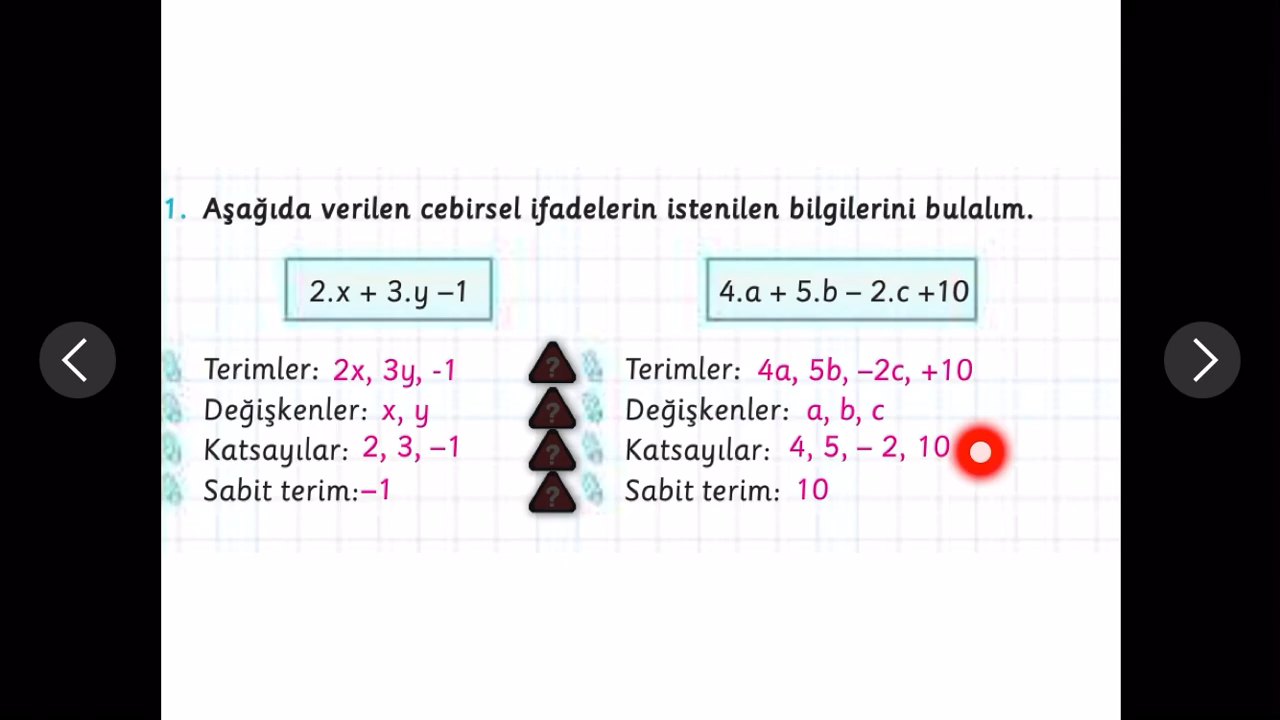 1. Aşağıda verilen cebirsel ifadelerin istenilen bilgilerini bulalım.
2.x + 3.y –1
Terimler: 2x, 3y, -1
Değişkenler: x, y
Katsayılar: 2, 3, –1
Sabit terim:–1
4.a + 5.b – 2.c +10
Terimler: 4a, 5b, –2c, +10
Değişkenler: a, b, c
Katsayılar: 4, 5, – 2, 10
Sabit terim: 10
?
?
?
?